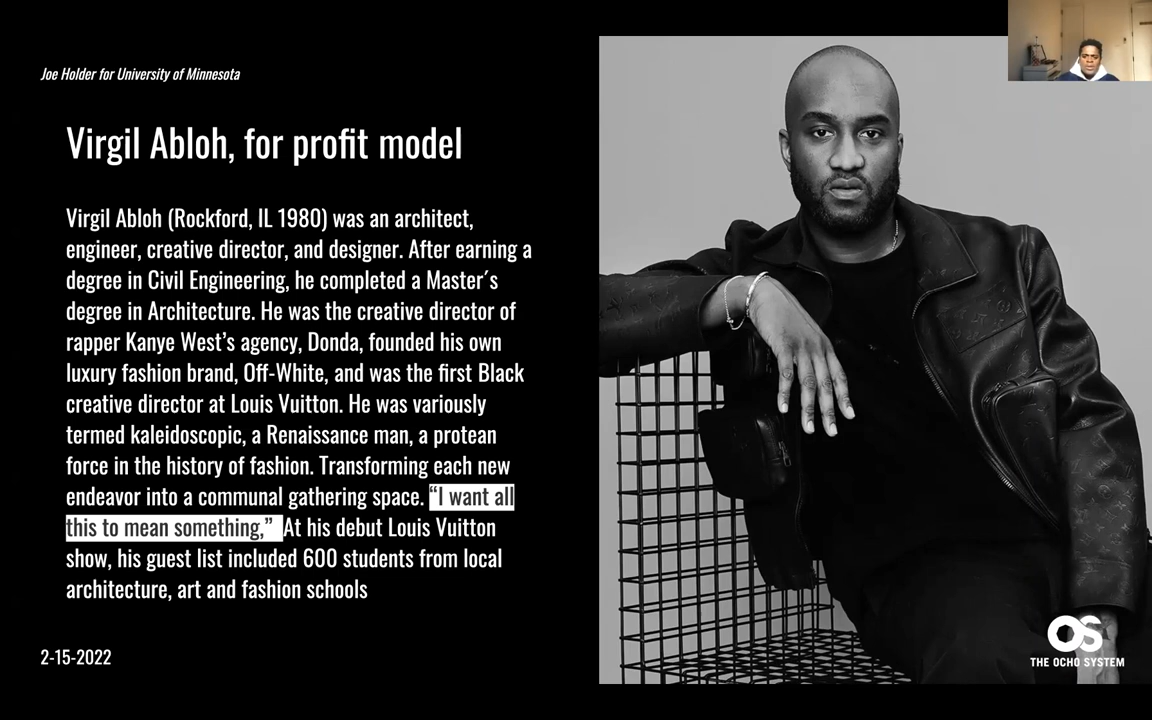 Joe Holder for University of Minnesota
Virgil Abloh, for profit model
Virgil Abloh (Rockford, IL 1980) was an architect,
engineer, creative director, and designer. After earning a
degree in Civil Engineering, he completed a Master´s
degree in Architecture. He was the creative director of
rapper Kanye West’s agency, Donda, founded his own
luxury fashion brand, Off-White, and was the first Black
creative director at Louis Vuitton. He was variously
termed kaleidoscopic, a Renaissance man, a protean
force in the history of fashion. Transforming each new
endeavor into a communal gathering space. “I want all
this to mean something,” At his debut Louis Vuitton
show, his guest list included 600 students from local
architecture, art and fashion schools
2-15-2022
OS
THE OCHO SYSTEM